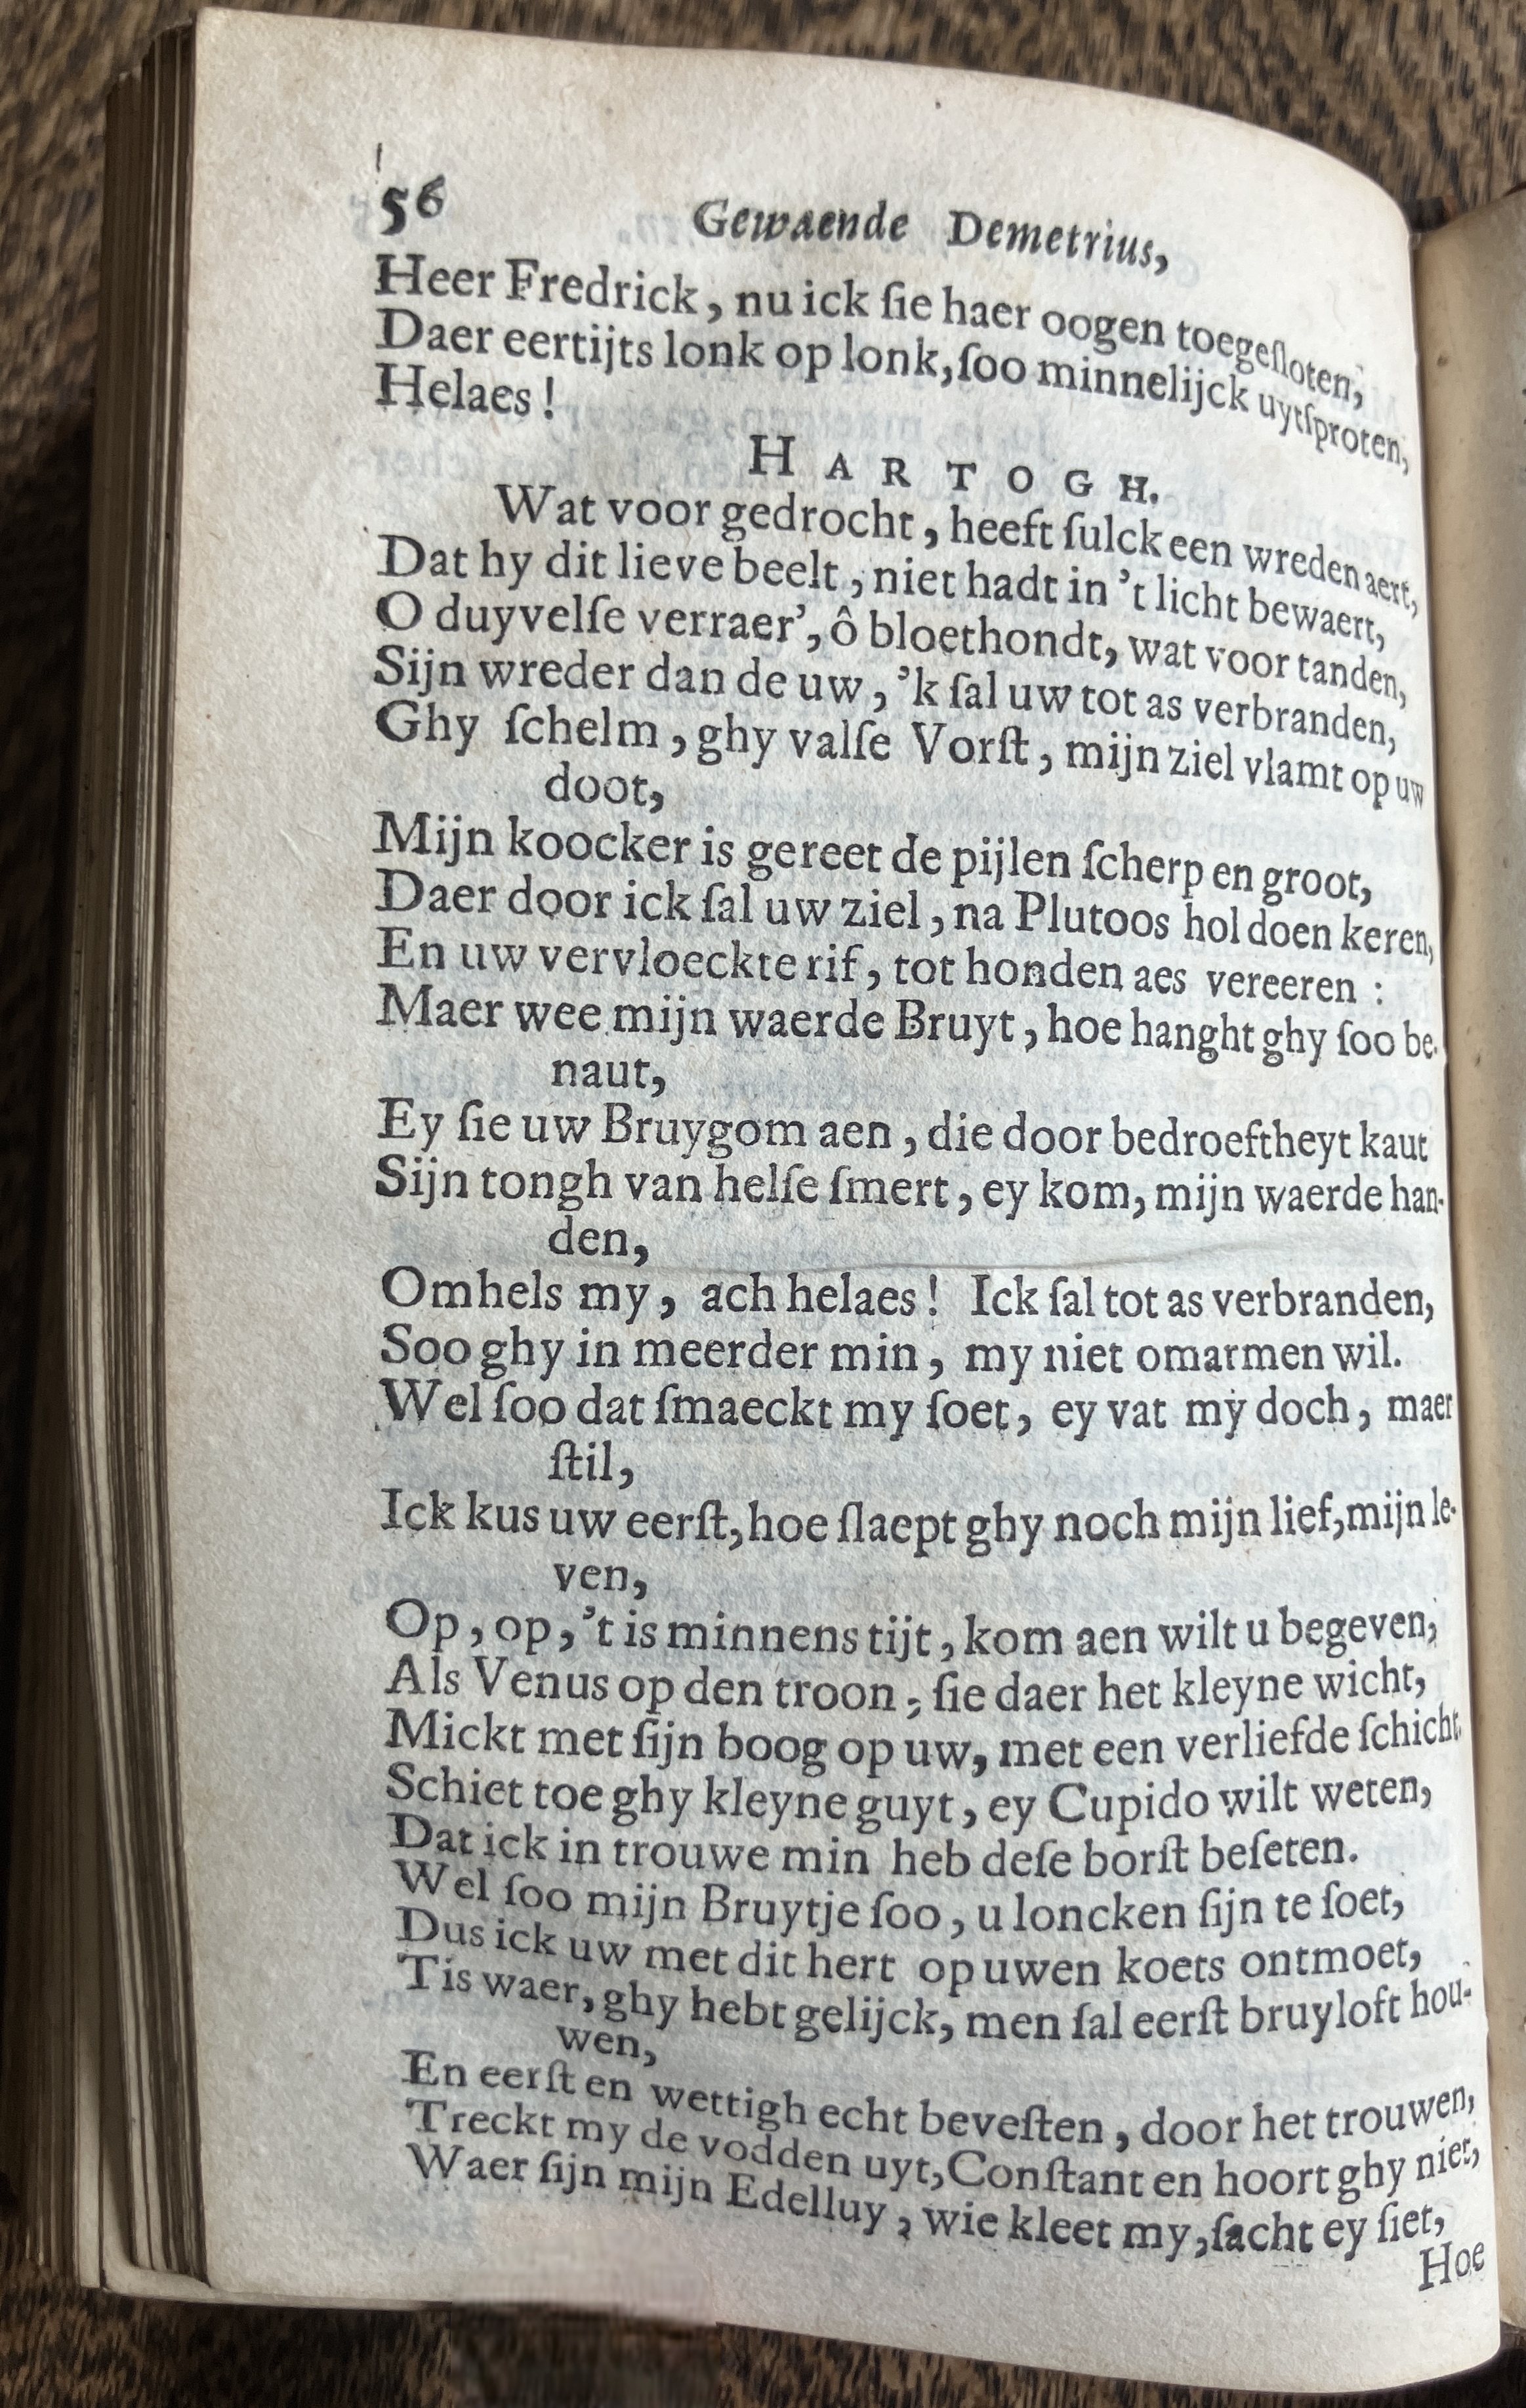 56 Gewaende Demetrius,
Heer Fredrick, nu ick ſie haer oogen toegeſloten,
Daer eertijts lonk op lonk, ſoo minnelijck uytſproten,
Helaes!
HARTOGH.
Wat voor gedrocht, heeft ſulck een wreden aert,
Dat hy dit lieve beelt, niet hadt in 't licht bewaert,
O duyvelſe verraer', ô bloethondt, wat voor tanden,
Sijn wreder dan de uw, 'k ſal uw tot as verbranden,
Ghy ſchelm, ghy valſe Vorſt, mijn ziel vlamt op uw
doot,
Mijn koocker is gereet de pijlen ſcherp en groot,
Daer door ick ſal uw ziel, na Plutoos hol doen keren,
En uw vervloeckte rif, tot honden aes vereeren :
Maer wee mijn waerde Bruyt, hoe hanght ghy ſoo be-
naut,
Ey ſie uw Bruygom aen, die door bedroeftheyt kaut
Sijn tongh van helſe ſmert, ey kom, mijn waerde han-
den,
Omhels my, ach helaes! Ick ſal tot as verbranden,
Soo ghy in meerder min, my niet omarmen wil.
Wel ſoo dat ſmaeckt my ſoet, ey vat my doch, maer
ſtil,
Ick kus uw eerſt, hoe ſlaept ghy noch mijn lief, mijn le-
ven,
Op, op, 't is minnens tijt, kom aen wilt u begeven,
Als Venus op den troon, ſie daer het kleyne wicht,
Mickt met ſijn boog op uw, met een verliefde ſchicht.
Schiet toe ghy kleyne guyt, ey Cupido wilt weten,
Dat ick in trouwe min heb deſe borſt beſeten.
Wel ſoo mijn Bruytje ſoo, u loncken ſijn te ſoet,
Dus ick uw met dit hert op uwen koets ontmoet,
Tis waer, ghy hebt gelijck, men ſal eerſt bruyloft hou-
wen,
En eerſt en wettigh echt beveſten, door het trouwen,
Treckt my de vodden uyt, Conſtant en hoort ghy niet,
Waer ſijn mijn Edelluy, wie kleet my, ſacht ey ſiet,
Hoe